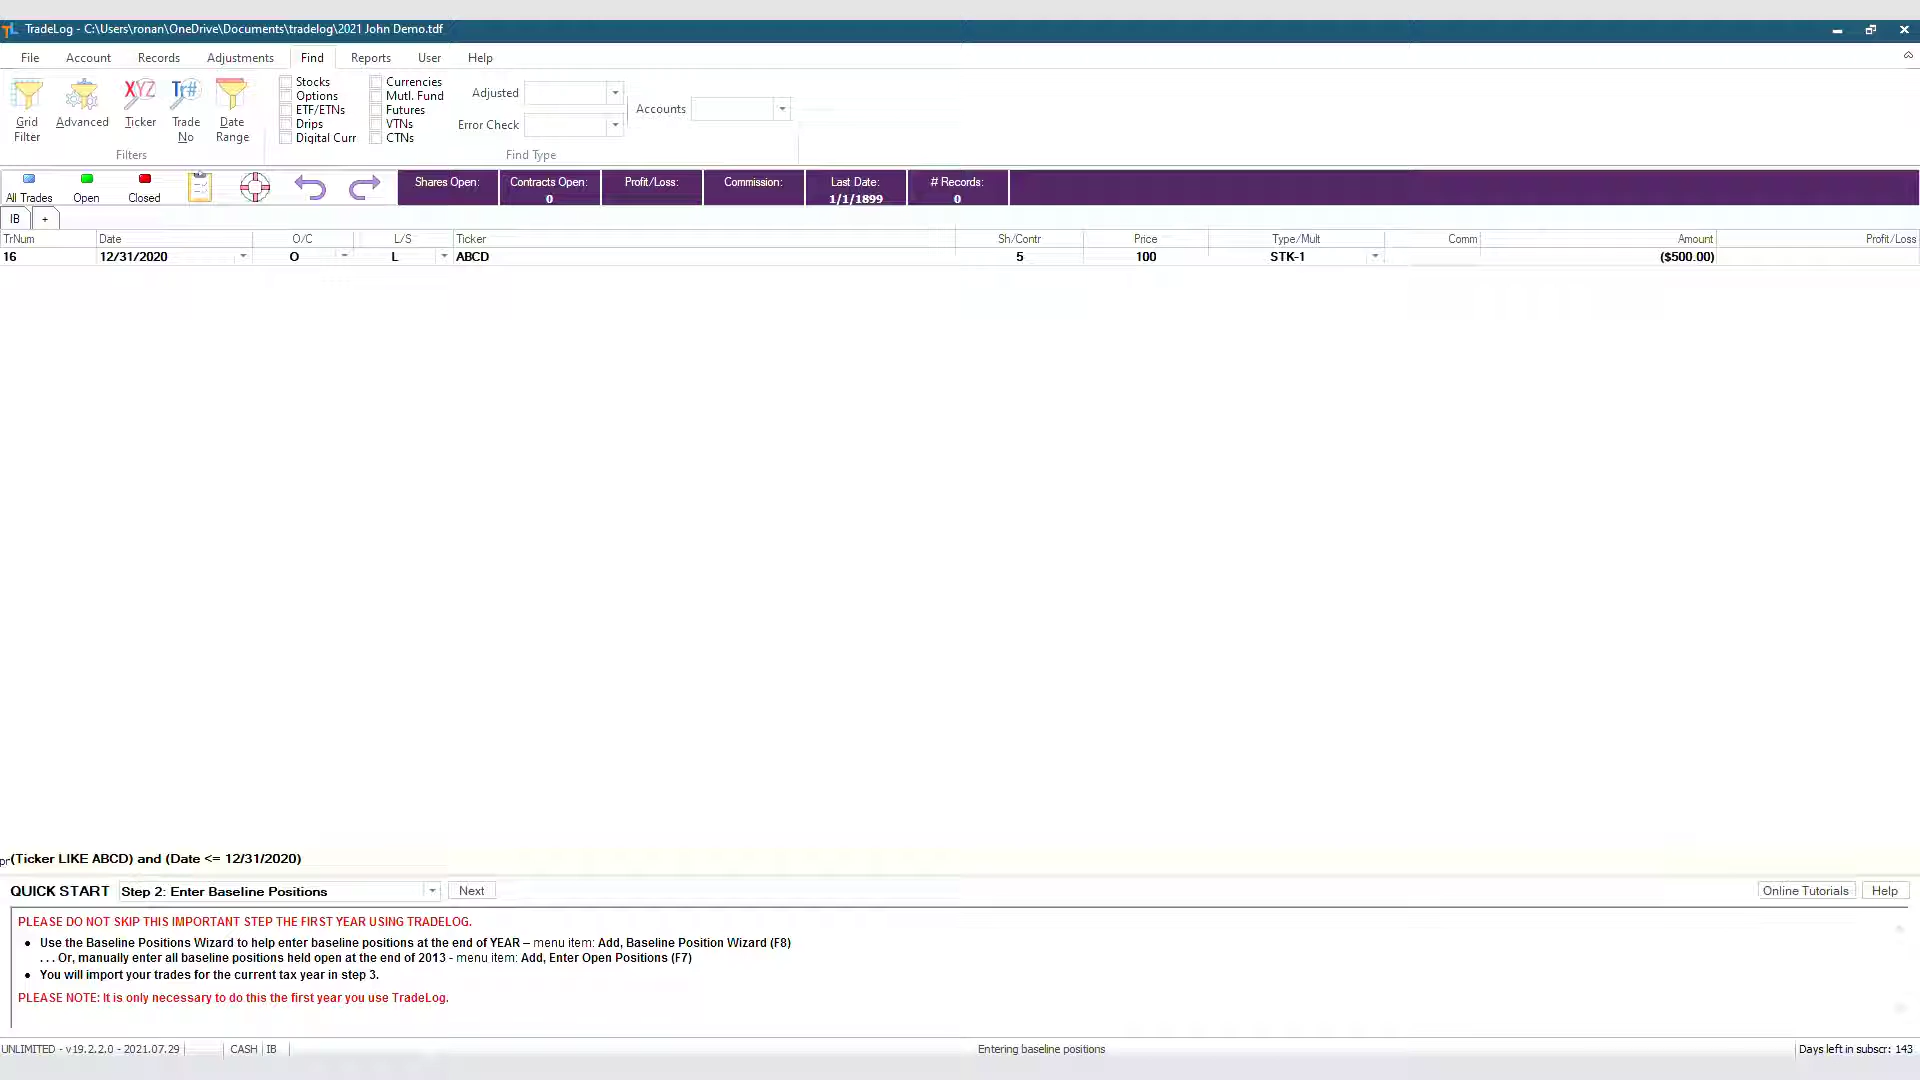 TradeLog - C:\Users\ronan\OneDrive\Documents\tradelog\2021 John Demo.tdf
File Account Records Adjustments Find Reports User Help
Grid Filter
Advanced
Ticker
Trade No
Date Range
Filters
Stocks
Options
ETF/ETNs
Drips
Digital Curr
Currencies
Mutl. Fund
Futures
VTNs
CTNs
Adjusted
Error Check
Accounts
Find Type
All Trades Open Closed
Shares Open:
Contracts Open: 0
Profit/Loss:
Commission:
Last Date: 1/1/1899
# Records: 0
IB +
TrNum Date O/C L/S Ticker Sh/Contr Price Type/Mult Comm Amount Profit/Loss
16 12/31/2020 O L ABCD 5 100 STK-1 ($500.00)
pr(Ticker LIKE ABCD) and (Date <= 12/31/2020)
QUICK START Step 2: Enter Baseline Positions Next Online Tutorials Help
PLEASE DO NOT SKIP THIS IMPORTANT STEP THE FIRST YEAR USING TRADELOG.
• Use the Baseline Positions Wizard to help enter baseline positions at the end of YEAR – menu item: Add, Baseline Position Wizard (F8)
. . . Or, manually enter all baseline positions held open at the end of 2013 - menu item: Add, Enter Open Positions (F7)
• You will import your trades for the current tax year in step 3.
PLEASE NOTE: It is only necessary to do this the first year you use TradeLog.
UNLIMITED - v19.2.2.0 - 2021.07.29 CASH IB Entering baseline positions Days left in subscr: 143